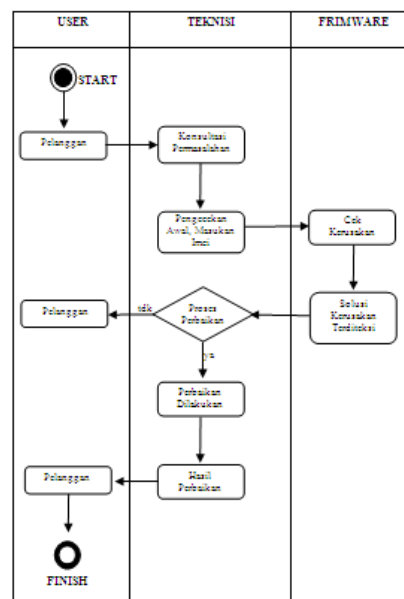 USER
TEKNISI
FRIMWARE
START
Pelanggan
Konsultasi
Permasalahan
Pengecekan
Awal, Masukan
Imei
Cek
Kerusakan
Solusi
Kerusakan
Terditeksi
Proses
Perbaikan
tdk
Pelanggan
ya
Perbaikan
Dilakukan
Hasil
Perbaikan
Pelanggan
FINISH